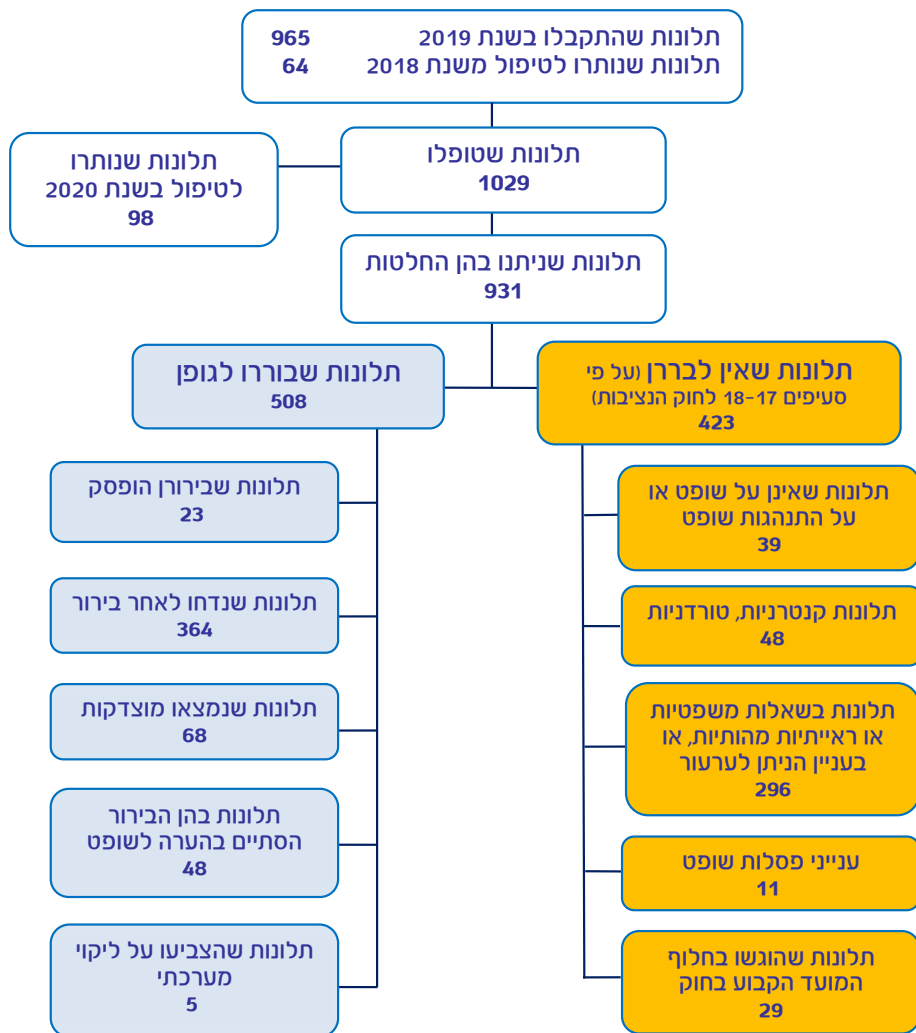 תלונות שהתקבלו בשנת 2019 965
תלונות שנותרו לטיפול משנת 2018 64
תלונות שטופלו
1029
תלונות שנותרו
לטיפול בשנת 2020
98
תלונות שניתנו בהן החלטות
931
תלונות שאין לבררן (על פי
סעיפים 17-18 לחוק הנציבות)
423
תלונות שאינן על שופט או
על התנהגות שופט
39
תלונות קנטרניות, טורדניות
48
תלונות בשאלות משפטיות
או ראייתיות מהותיות, או
בעניין הניתן לערעור
296
ענייני פסלות שופט
11
תלונות שהוגשו בחלוף
המועד הקבוע בחוק
29
תלונות שבוררו לגופן
508
תלונות שבירורן הופסק
23
תלונות שנדחו לאחר בירור
364
תלונות שנמצאו מוצדקות
68
תלונות בהן הבירור
הסתיים בהערה לשופט
48
תלונות שהצביעו על ליקוי
מערכתי
5